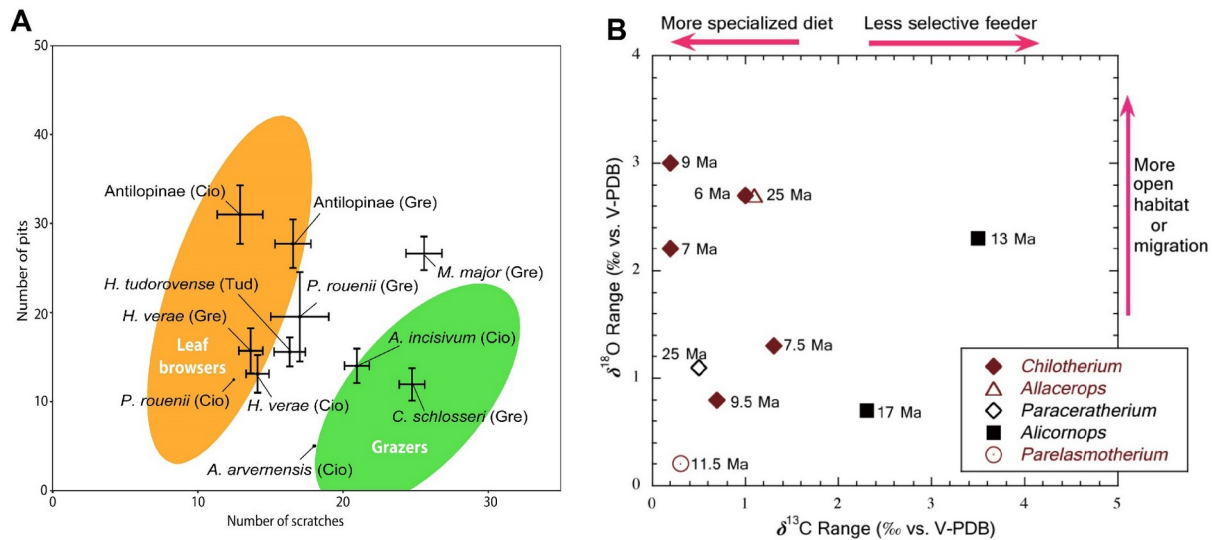 A
50
40
30
20
10
0
Number of pits
Antilopinae (Cio)
Antilopinae (Gre)
M. major (Gre)
H. tudorovense (Tud)
P. rouenii (Gre)
H. verae (Gre)
A. incisivum (Cio)
Leaf
browsers
P. rouenii (Cio)
H. verae (Cio)
C. schlosseri (Gre)
Grazers
A. arvernensis (Cio)
0
10
20
30
Number of scratches
B
More specialized diet
Less selective feeder
4
3
2
1
0
δ18O Range (‰ vs. V-PDB)
9 Ma
6 Ma
25 Ma
7 Ma
13 Ma
7.5 Ma
25 Ma
9.5 Ma
17 Ma
11.5 Ma
More
open
habitat
or
migration
Chilotherium
Allacerops
Paraceratherium
Alicornops
Parelasmotherium
0
1
2
3
4
5
δ13C Range (‰ vs. V-PDB)